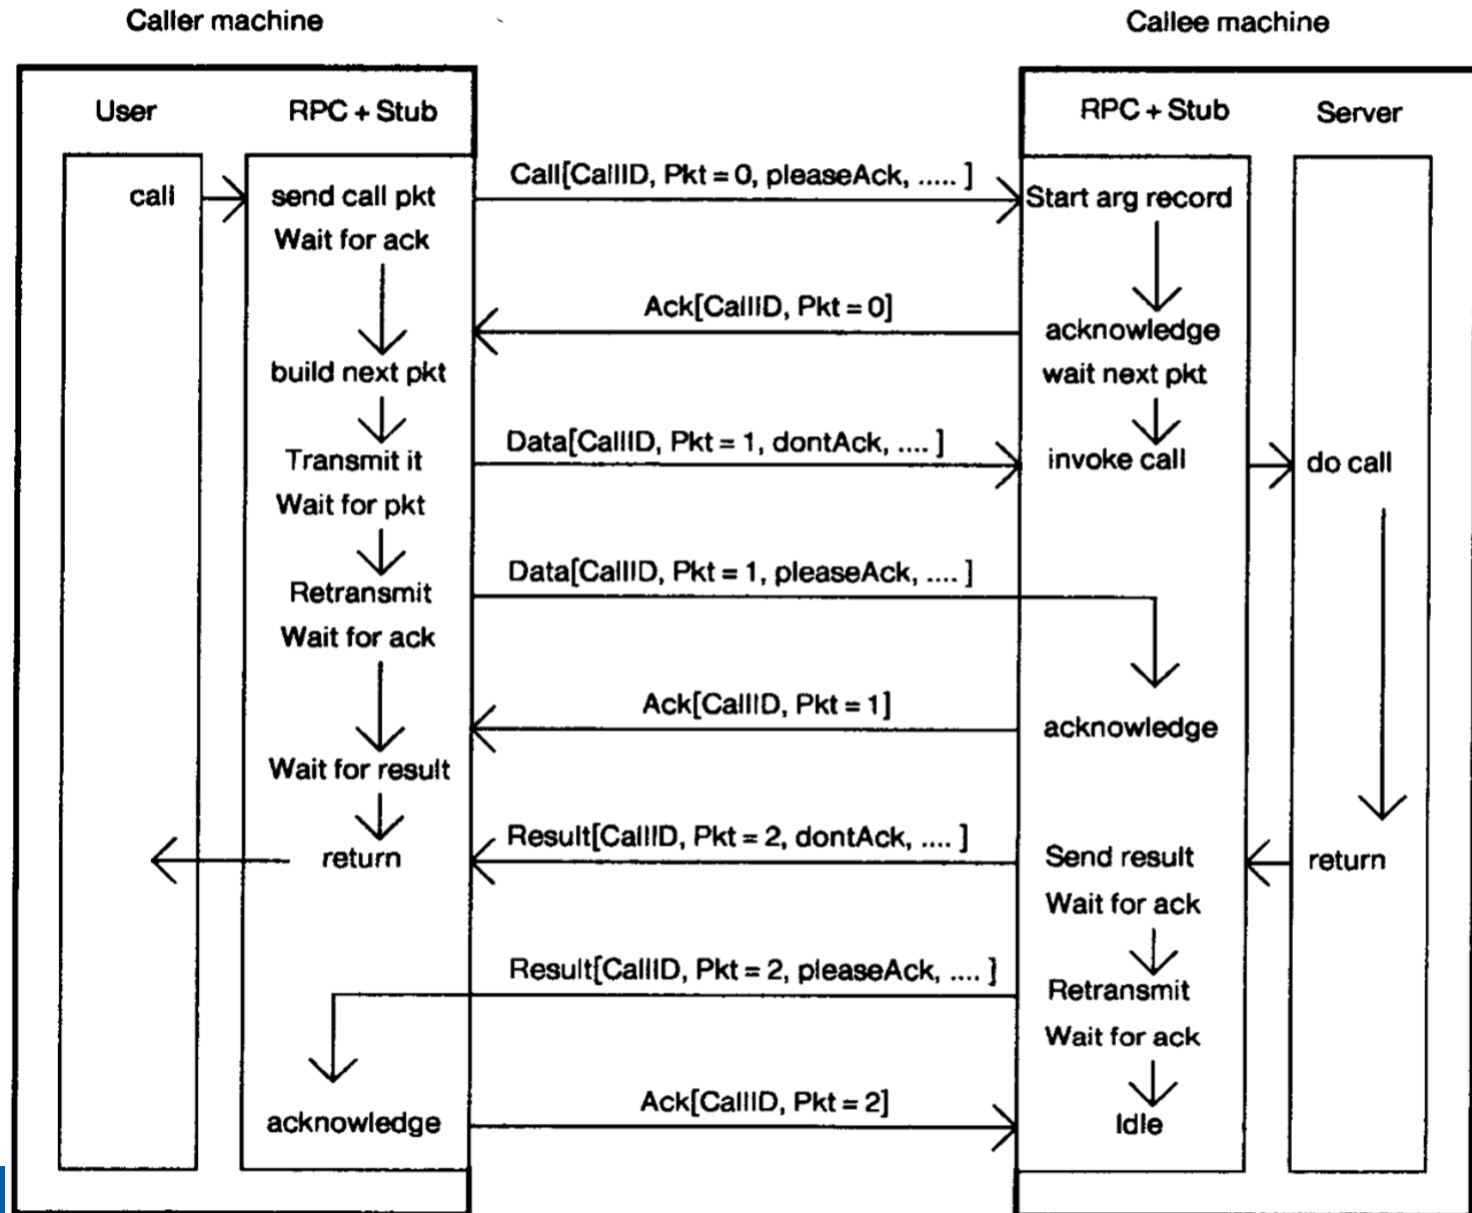 Caller machine
Callee machine
User
RPC + Stub
RPC + Stub
Server
call
send call pkt
Call[CallID, Pkt = 0, pleaseAck, ..... ]
Start arg record
Wait for ack
Ack[CallID, Pkt = 0]
acknowledge
build next pkt
wait next pkt
Transmit it
Data[CallID, Pkt = 1, dontAck, .... ]
invoke call
do call
Wait for pkt
Retransmit
Data[CallID, Pkt = 1, pleaseAck, .... ]
Wait for ack
Ack[CallID, Pkt = 1]
acknowledge
Wait for result
return
Result[CallID, Pkt = 2, dontAck, .... ]
Send result
return
Wait for ack
Result[CallID, Pkt = 2, pleaseAck, .... ]
Retransmit
Wait for ack
acknowledge
Ack[CallID, Pkt = 2]
Idle